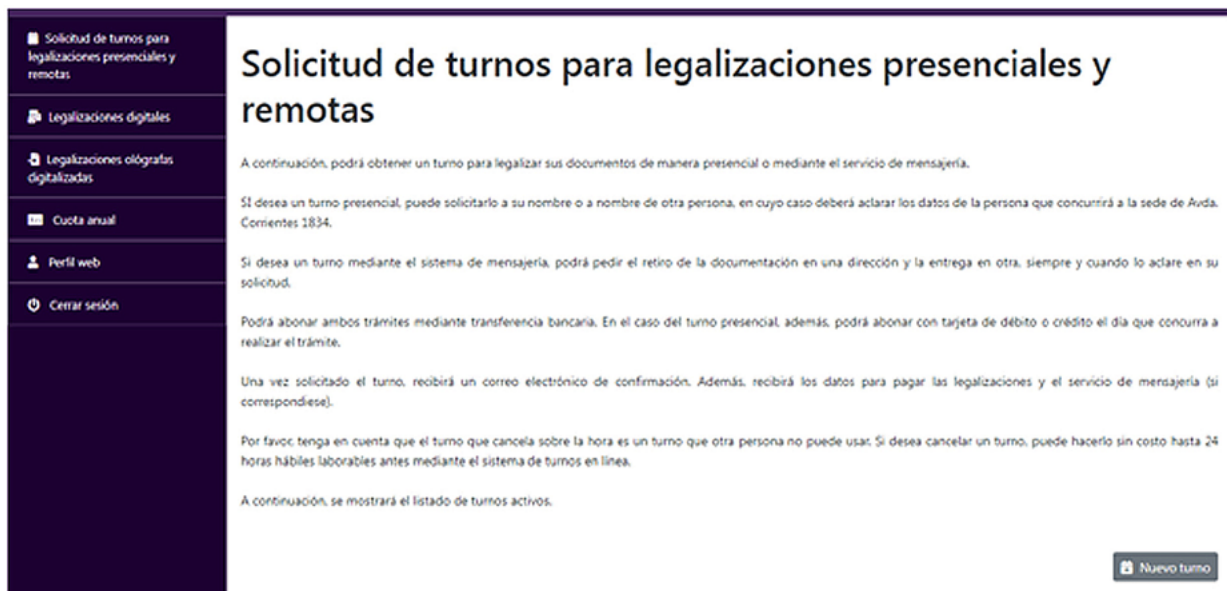 Solicitud de turnos para
legalizaciones presenciales y
remotas
Legalizaciones digitales
Legalizaciones ológrafas
digitalizadas
Cuota anual
Perfil web
Cerrar sesión
Solicitud de turnos para legalizaciones presenciales y
remotas
A continuación, podrá obtener un turno para legalizar sus documentos de manera presencial o mediante el servicio de mensajería.
SI desea un turno presencial, puede solicitarlo a su nombre o a nombre de otra persona, en cuyo caso deberá aclarar los datos de la persona que concurrirá a la sede de Avda.
Corrientes 1834.
Si desea un turno mediante el sistema de mensajería, podrá pedir el retiro de la documentación en una dirección y la entrega en otra, siempre y cuando lo aclare en su
solicitud.
Podrá abonar ambos trámites mediante transferencia bancaria. En el caso del turno presencial, además, podrá abonar con tarjeta de débito o crédito el día que concurra a
realizar el trámite.
Una vez solicitado el turno, recibirá un correo electrónico de confirmación. Además, recibirá los datos para pagar las legalizaciones y el servicio de mensajería (si
correspondiese).
Por favor, tenga en cuenta que el turno que cancela sobre la hora es un turno que otra persona no puede usar. Si desea cancelar un turno, puede hacerlo sin costo hasta 24
horas hábiles laborables antes mediante el sistema de turnos en línea.
A continuación, se mostrará el listado de turnos activos.
Nuevo turno